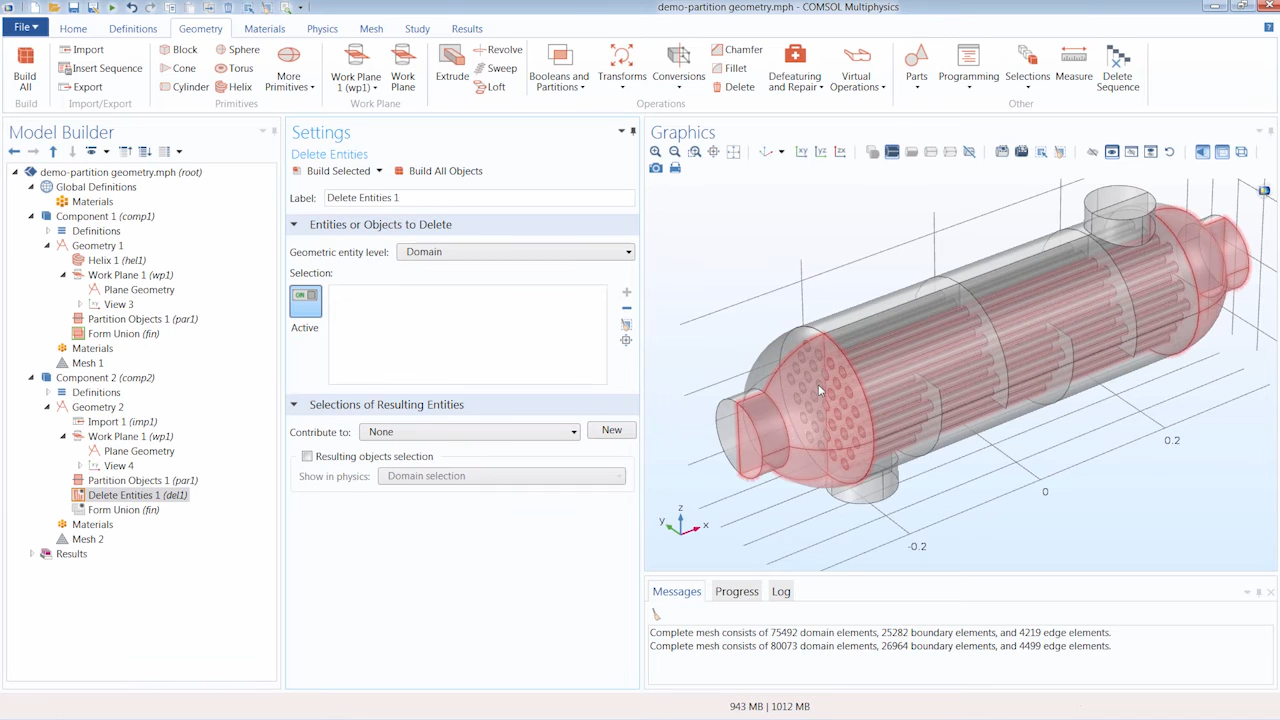 demo-partition geometry.mph - COMSOL Multiphysics
File
Home
Definitions
Geometry
Materials
Physics
Mesh
Study
Results
Build All
Build
Import
Insert Sequence
Export
Import/Export
Block
Cone
Cylinder
Sphere
Torus
Helix
More Primitives
Primitives
Work Plane 1 (wp1)
Work Plane
Work Plane
Extrude
Revolve
Sweep
Loft
Booleans and Partitions
Transforms
Conversions
Chamfer
Fillet
Delete
Defeaturing and Repair
Virtual Operations
Operations
Parts
Programming
Selections
Measure
Delete Sequence
Other
Model Builder
demo-partition geometry.mph (root)
Global Definitions
Materials
Component 1 (comp1)
Definitions
Geometry 1
Helix 1 (hel1)
Work Plane 1 (wp1)
Plane Geometry
View 3
Partition Objects 1 (par1)
Form Union (fin)
Materials
Mesh 1
Component 2 (comp2)
Definitions
Geometry 2
Import 1 (imp1)
Work Plane 1 (wp1)
Plane Geometry
View 4
Partition Objects 1 (par1)
Delete Entities 1 (del1)
Form Union (fin)
Materials
Mesh 2
Results
Settings
Delete Entities
Build Selected
Build All Objects
Label: Delete Entities 1
Entities or Objects to Delete
Geometric entity level: Domain
Selection:
ON
Active
Selections of Resulting Entities
Contribute to: None New
Resulting objects selection
Show in physics: Domain selection
Graphics
xy yz zx
0.2
0
-0.2
z
y x
Messages
Progress
Log
Complete mesh consists of 75492 domain elements, 25282 boundary elements, and 4219 edge elements.
Complete mesh consists of 80073 domain elements, 26964 boundary elements, and 4499 edge elements.
943 MB | 1012 MB